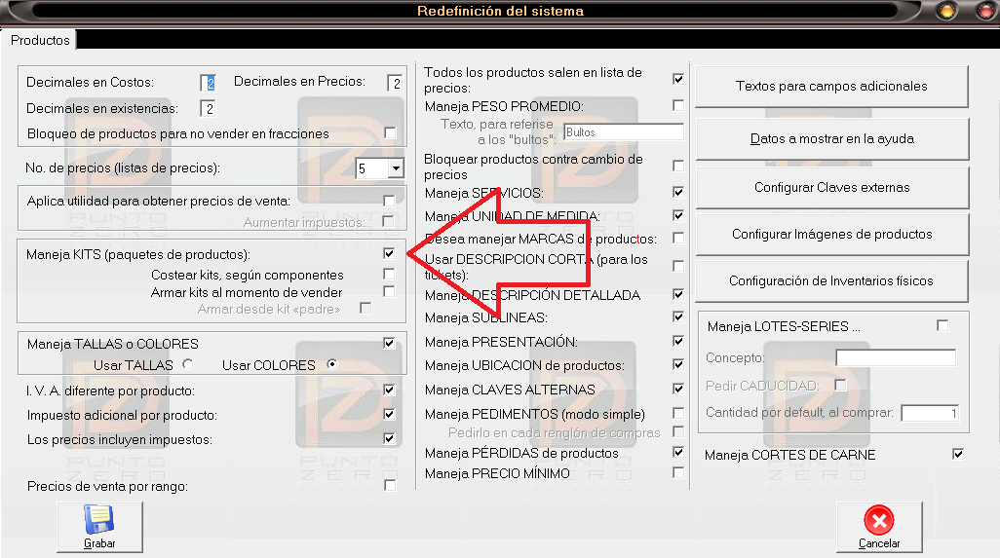 Redefinición del sistema
Productos
Decimales en Costos: 2 Decimales en Precios: 2
Decimales en existencias: 2
Bloqueo de productos para no vender en fracciones
No. de precios (listas de precios): 5
Aplica utilidad para obtener precios de venta:
Aumentar impuestos:
Maneja KITS (paquetes de productos):
Costear kits, según componentes
Armar kits al momento de vender
Armar desde kit «padre»
Maneja TALLAS o COLORES
Usar TALLAS Usar COLORES
I. V. A. diferente por producto:
Impuesto adicional por producto:
Los precios incluyen impuestos:
Precios de venta por rango:
Todos los productos salen en lista de
precios:
Maneja PESO PROMEDIO:
Texto, para referise
a los "bultos": Bultos
Bloquear productos contra cambio de
precios
Maneja SERVICIOS:
Maneja UNIDAD DE MEDIDA:
Desea manejar MARCAS de productos:
Usar DESCRIPCION CORTA (para los
tickets):
Maneja DESCRIPCIÓN DETALLADA
Maneja SUBLINEAS:
Maneja PRESENTACIÓN:
Maneja UBICACION de productos:
Maneja CLAVES ALTERNAS
Maneja PEDIMENTOS (modo simple)
Pedirlo en cada renglón de compras
Maneja PÉRDIDAS de productos
Maneja PRECIO MÍNIMO
Textos para campos adicionales
Datos a mostrar en la ayuda
Configurar Claves externas
Configurar Imágenes de productos
Configuración de Inventarios físicos
Maneja LOTES-SERIES ...
Concepto:
Pedir CADUCIDAD:
Cantidad por default, al comprar: 1
Maneja CORTES DE CARNE
PUNTO
ZERO
PUNTO
ZERO
PUNTO
ZERO
PUNTO
ZERO
Grabar
Cancelar